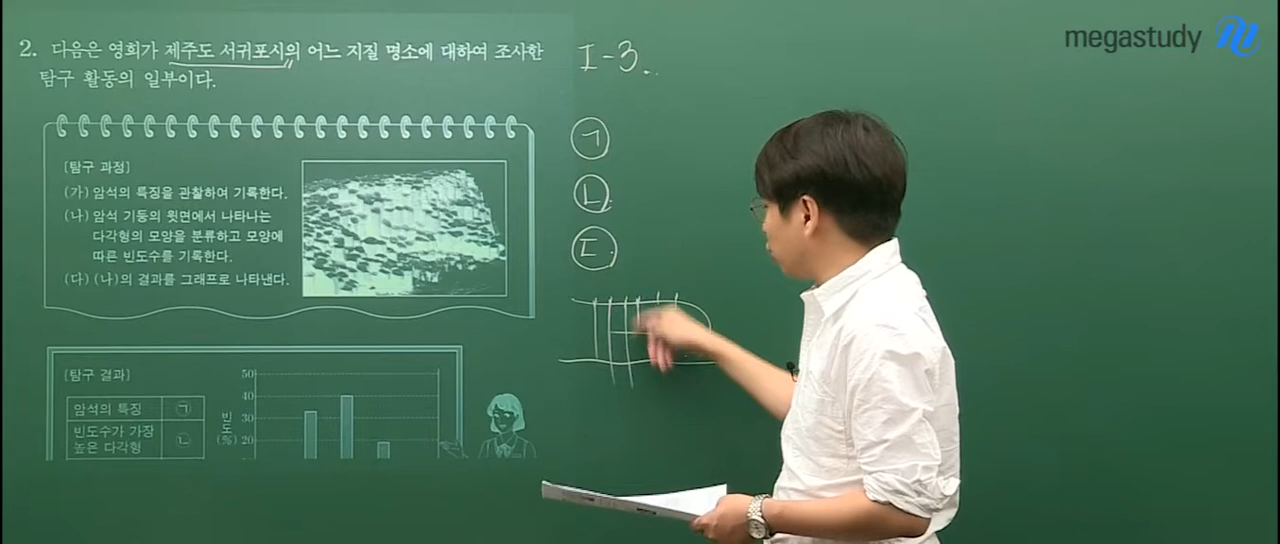 2. 다음은 영희가 제주도 서귀포시의 어느 지질 명소에 대하여 조사한
탐구 활동의 일부이다.
[탐구 과정]
(가) 암석의 특징을 관찰하여 기록한다.
(나) 암석 기둥의 윗면에서 나타나는
다각형의 모양을 분류하고 모양에
따른 빈도수를 기록한다.
(다) (나)의 결과를 그래프로 나타낸다.
[탐구 결과]
암석의 특징 ㉠
빈도수가 가장
높은 다각형 ㉡
빈도(%)
50
40
30
20
I-3.
㉠
㉡
㉢
megastudy